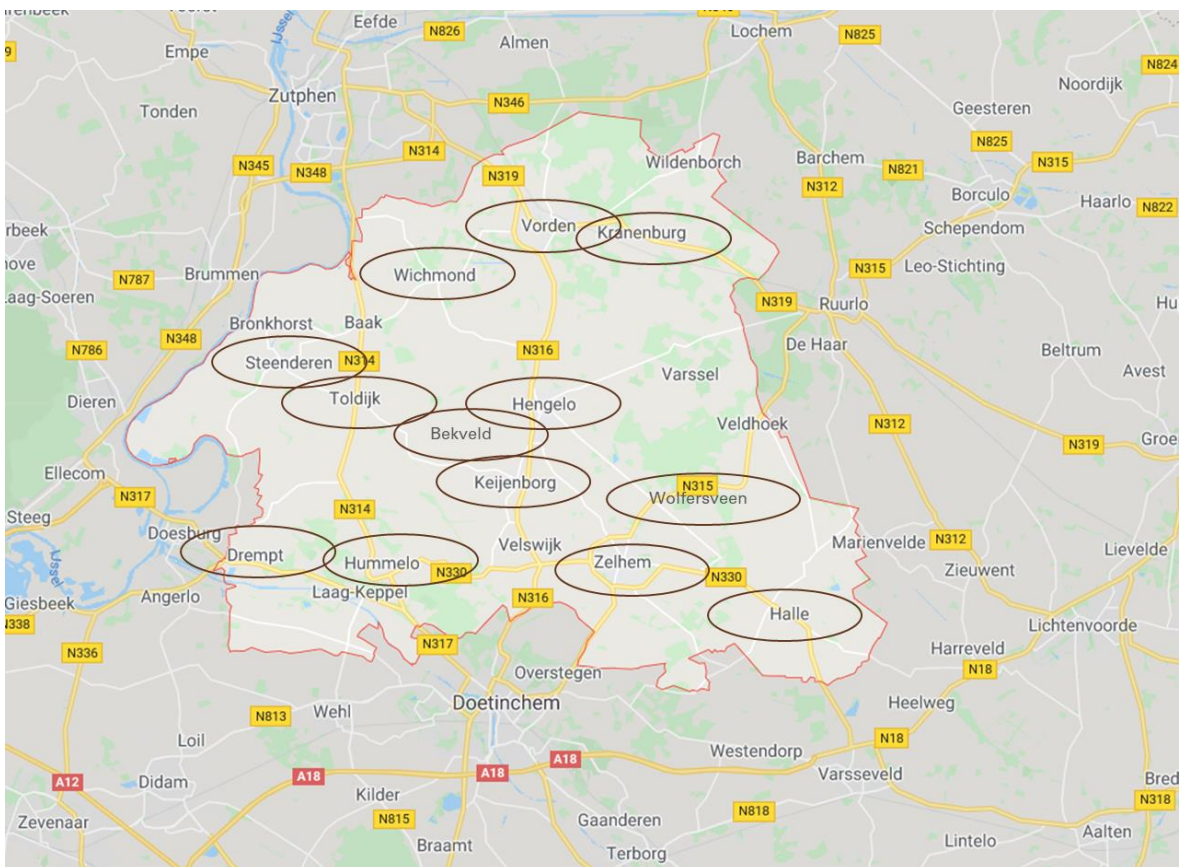 Eefde
N826
Almen
Lochem
N825
Empe
N824
Noordijk
Zutphen
IJssel
Tonden
N346
Geesteren
N345
N348
N314
N319
Wildenborch
Barchem
N825
N315
N821
N312
Borculo
Haarlo
N822
Vorden
Kranenburg
Schependom
N787
Brummen
Wichmond
N315
Leo-Stichting
Laag-Soeren
N319
Ruurlo
Bronkhorst
Baak
N348
N786
N316
De Haar
Beltrum
Steenderen
N314
Varssel
Avest
Dieren
Toldijk
Hengelo
Bekveld
Veldhoek
N312
N319
Ellecom
Keijenborg
N315
Wolfersveen
N317
Steeg
N314
Doesburg
Drempt
Hummelo
Velswijk
Zelhem
Marienvelde
N312
Lievelde
IJssel
N330
N330
Zieuwent
Giesbeek
Angerlo
Laag-Keppel
N316
Halle
Lichtenvoorde
N338
N336
N317
Harreveld
N18
Overstegen
Doetinchem
Heelweg
N813
Wehl
Loil
N18
A18
Westendorp
A12
Didam
A18
A18
Varsseveld
Kilder
N318
Zevenaar
N815
Gaanderen
N818
Braamt
Terborg
Lintelo
Aalten